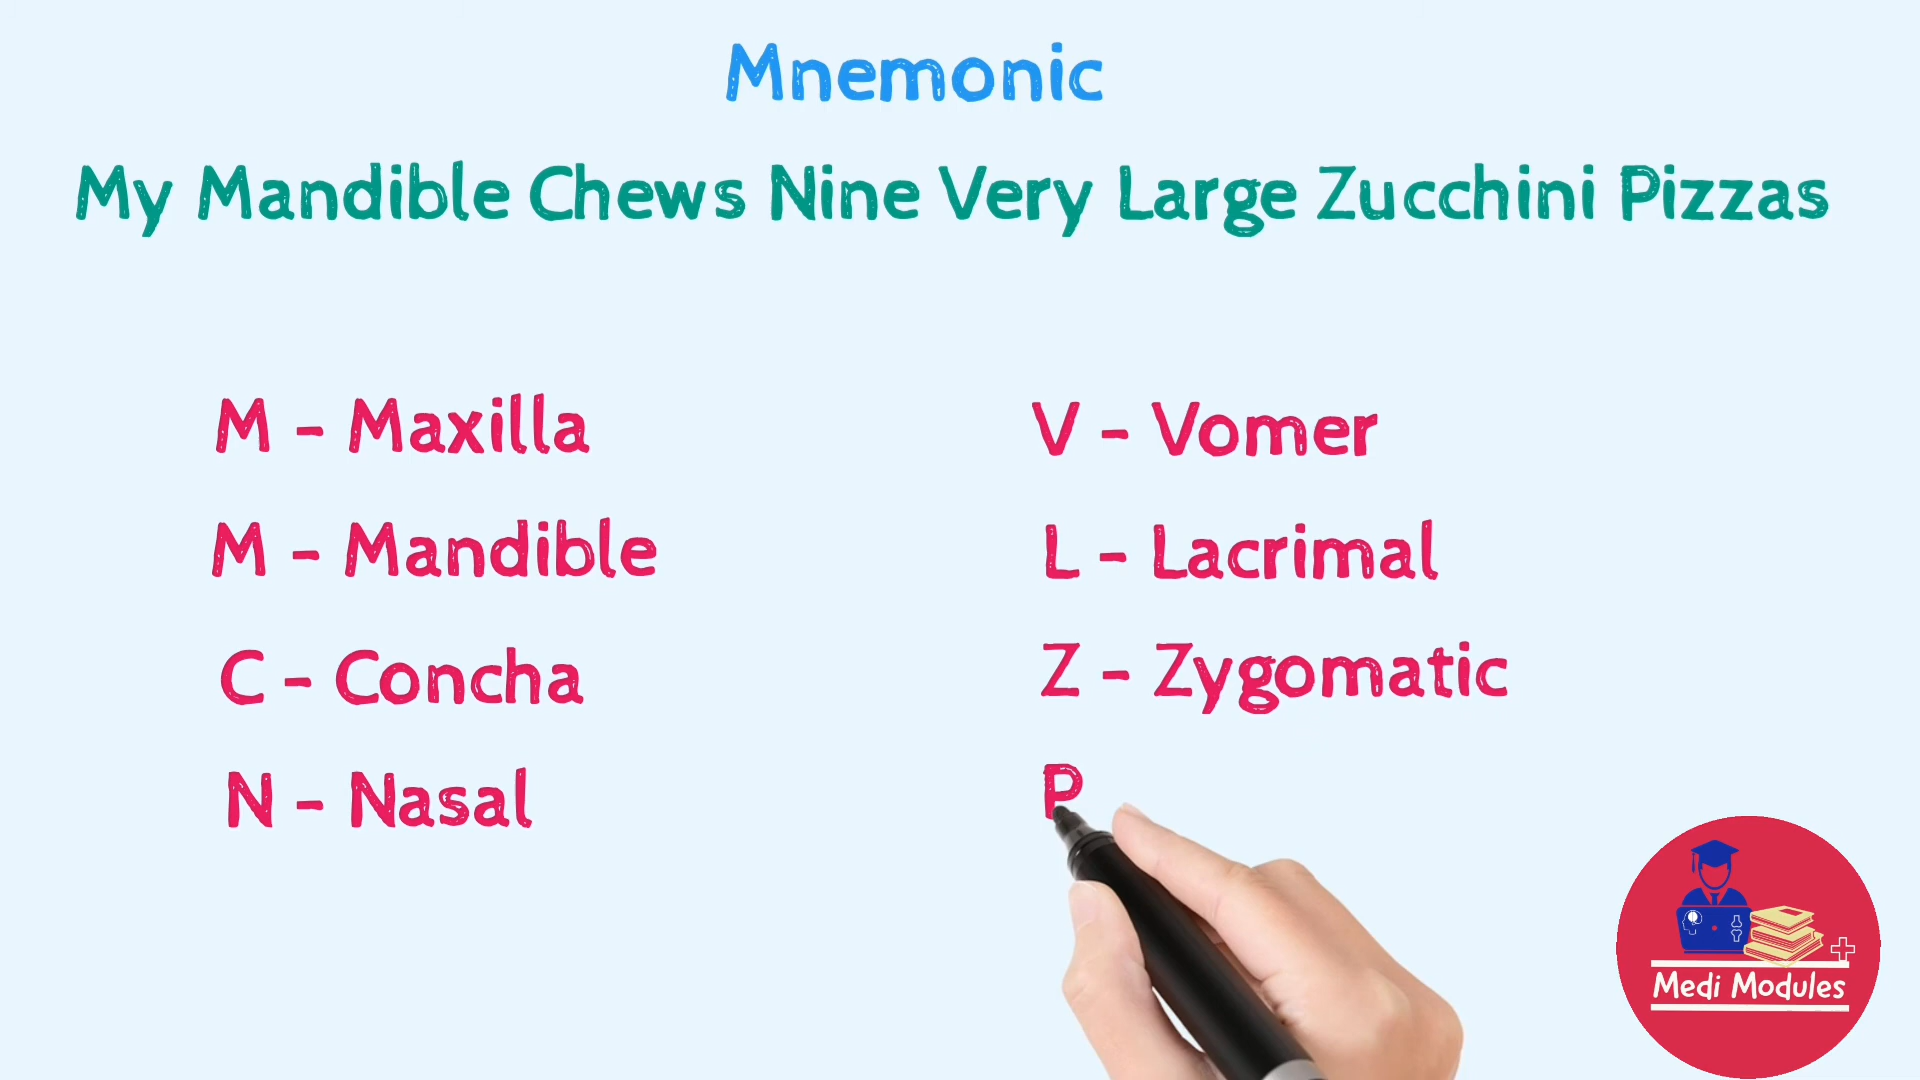 Mnemonic
My Mandible Chews Nine Very Large Zucchini Pizzas
M - Maxilla
M - Mandible
C - Concha
N - Nasal
V - Vomer
L - Lacrimal
Z - Zygomatic
P
Medi Modules